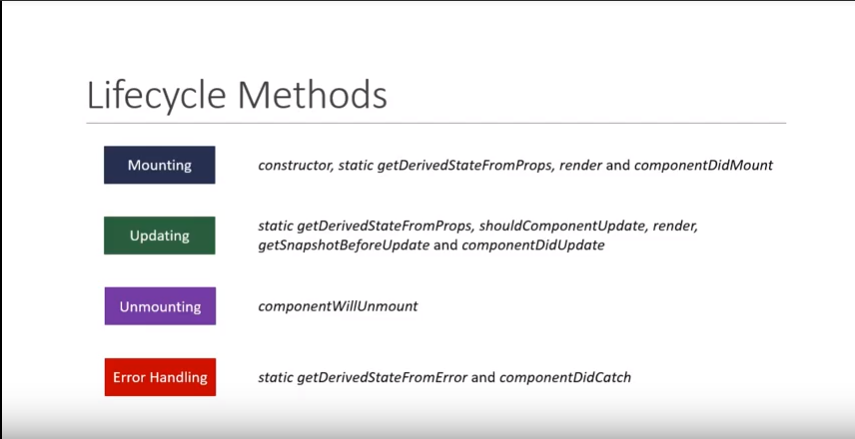 Lifecycle Methods
Mounting
constructor, static getDerivedStateFromProps, render and componentDidMount
Updating
static getDerivedStateFromProps, shouldComponentUpdate, render,
getSnapshotBeforeUpdate and componentDidUpdate
Unmounting
componentWillUnmount
Error Handling
static getDerivedStateFromError and componentDidCatch